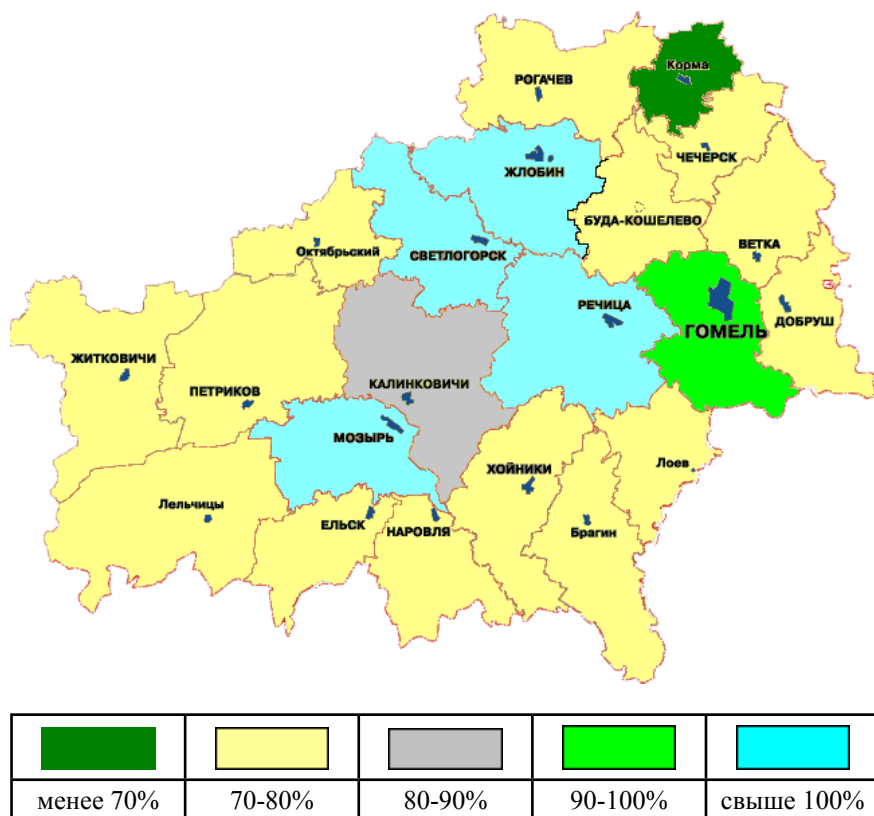 Корма
РОГАЧЕВ
ЧЕЧЕРСК
ЖЛОБИН
БУДА-КОШЕЛЕВО
ВЕТКА
Октябрьский
СВЕТЛОГОРСК
РЕЧИЦА
ДОБРУШ
ГОМЕЛЬ
ЖИТКОВИЧИ
КАЛИНКОВИЧИ
ПЕТРИКОВ
МОЗЫРЬ
ХОЙНИКИ
Лоев
Лельчицы
ЕЛЬСК
НАРОВЛЯ
Брагин
менее 70%
70-80%
80-90%
90-100%
свыше 100%